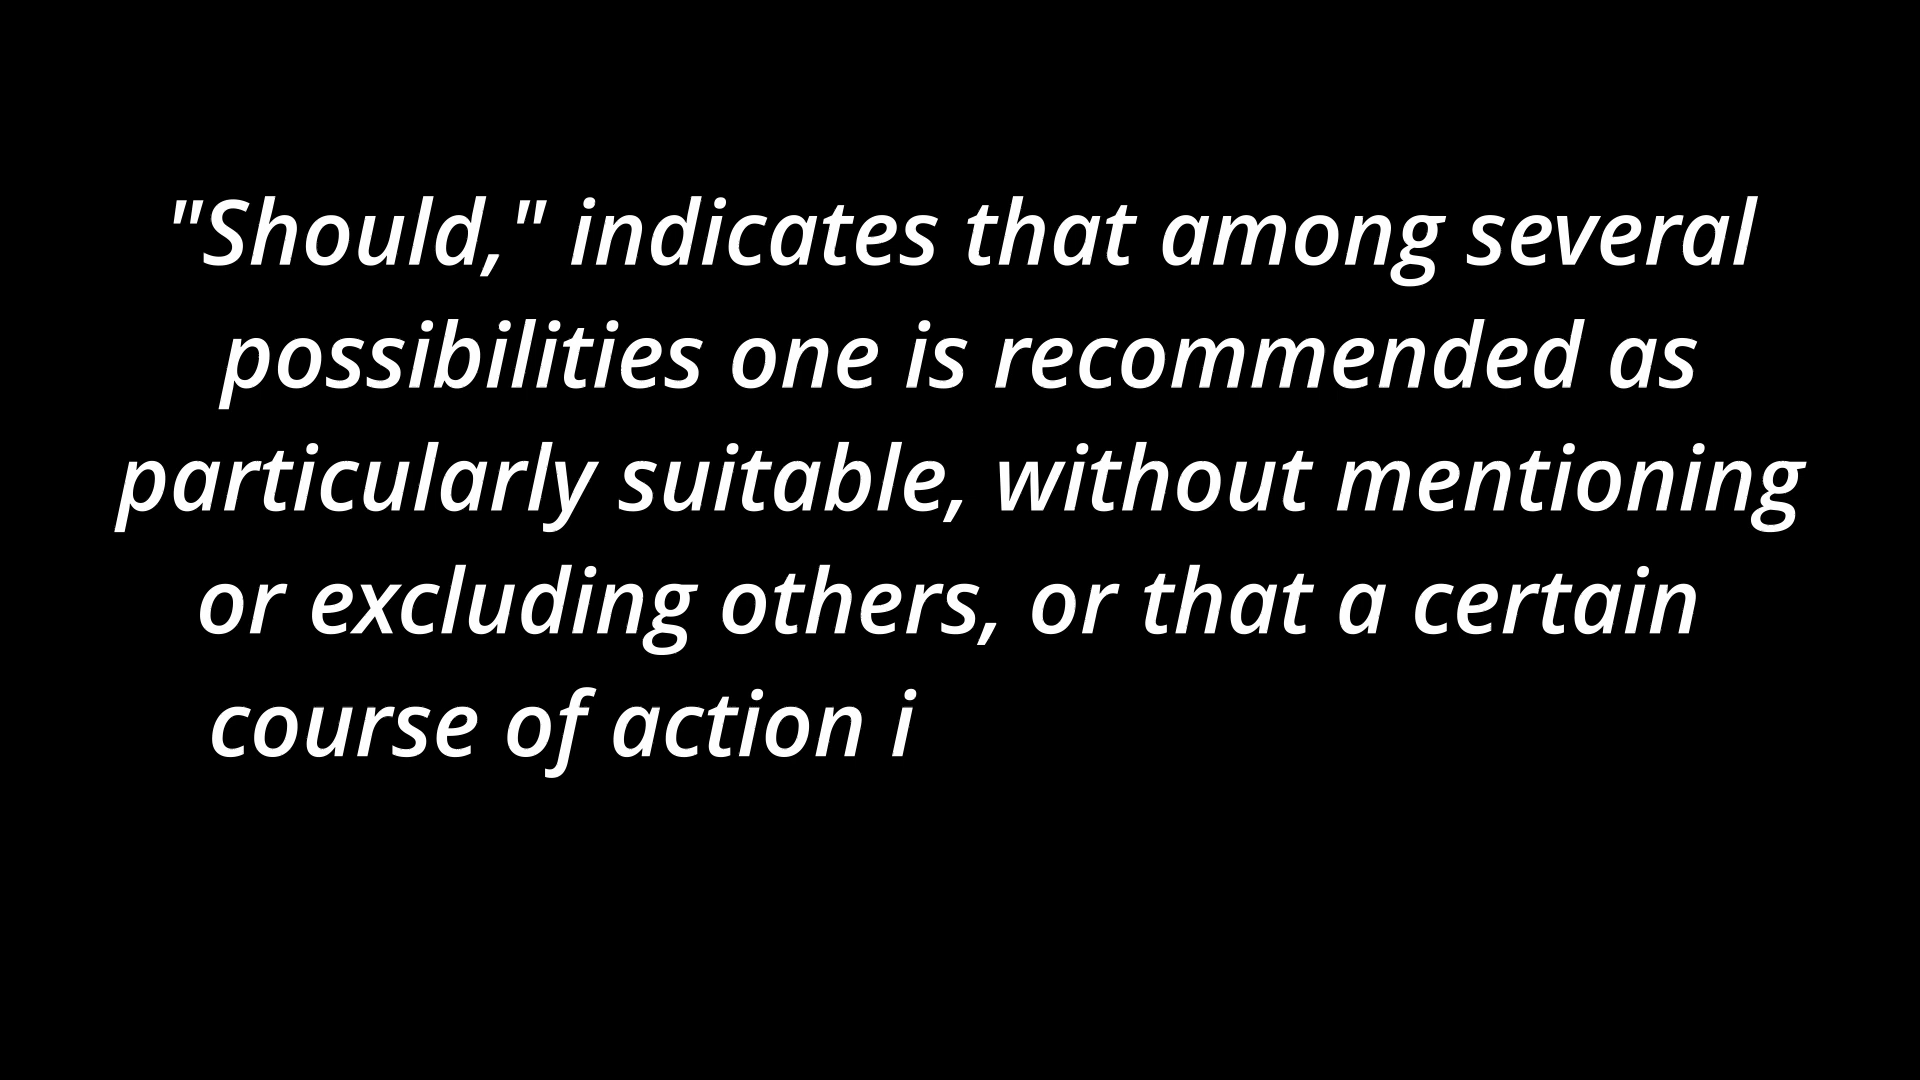 "Should," indicates that among several
possibilities one is recommended as
particularly suitable, without mentioning
or excluding others, or that a certain
course of action i